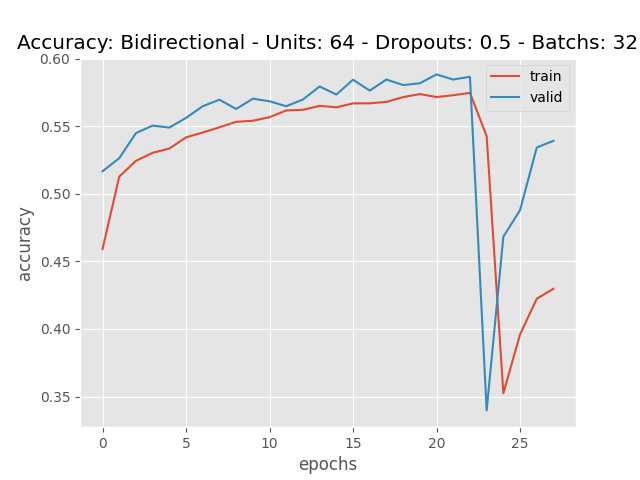 Accuracy: Bidirectional - Units: 64 - Dropouts: 0.5 - Batchs: 32
0.60
train
valid
0.55
0.50
accuracy
0.45
0.40
0.35
0 5 10 15 20 25
epochs